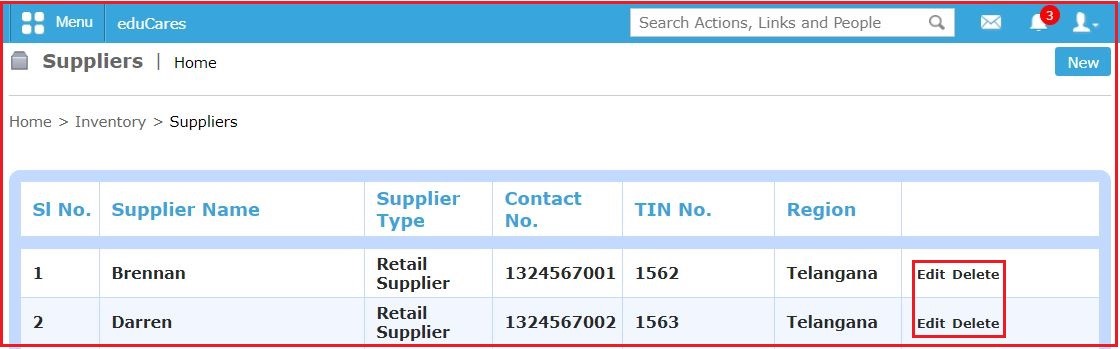 Menu eduCares Search Actions, Links and People 3
Suppliers | Home New
Home > Inventory > Suppliers
Sl No. Supplier Name Supplier Type Contact No. TIN No. Region
1 Brennan Retail Supplier 1324567001 1562 Telangana Edit Delete
2 Darren Retail Supplier 1324567002 1563 Telangana Edit Delete